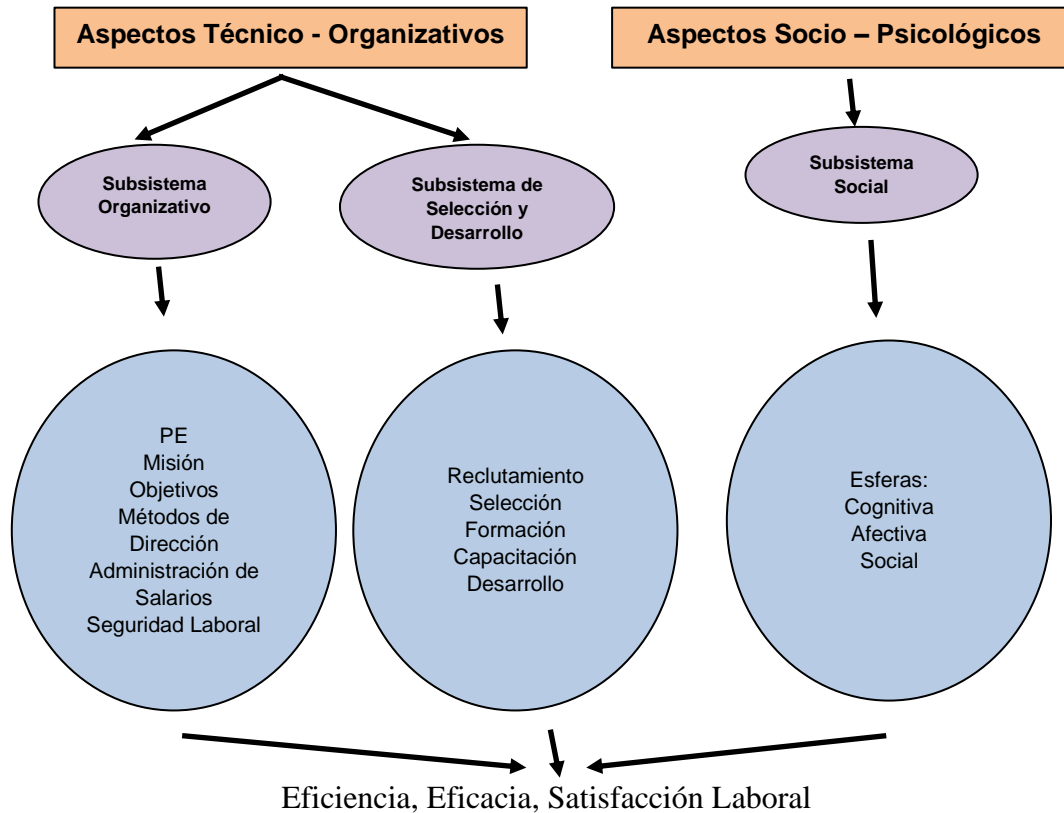 Aspectos Técnico - Organizativos
Aspectos Socio – Psicológicos
Subsistema
Organizativo
Subsistema de
Selección y
Desarrollo
Subsistema
Social
PE
Misión
Objetivos
Métodos de
Dirección
Administración de
Salarios
Seguridad Laboral
Reclutamiento
Selección
Formación
Capacitación
Desarrollo
Esferas:
Cognitiva
Afectiva
Social
Eficiencia, Eficacia, Satisfacción Laboral